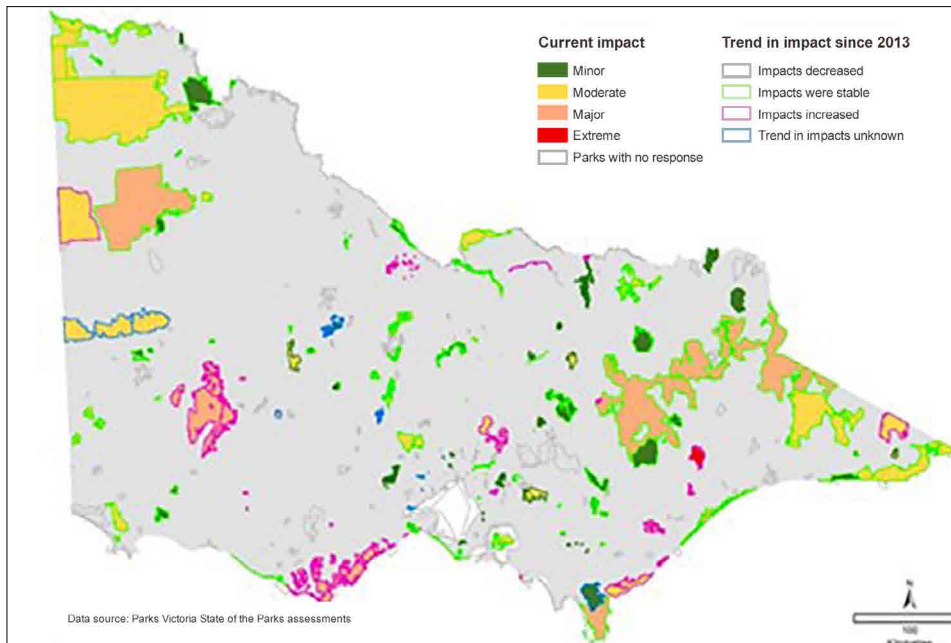 Current impact
Minor
Moderate
Major
Extreme
Parks with no response
Trend in impact since 2013
Impacts decreased
Impacts were stable
Impacts increased
Trend in impacts unknown
N
100
Data source: Parks Victoria State of the Parks assessments